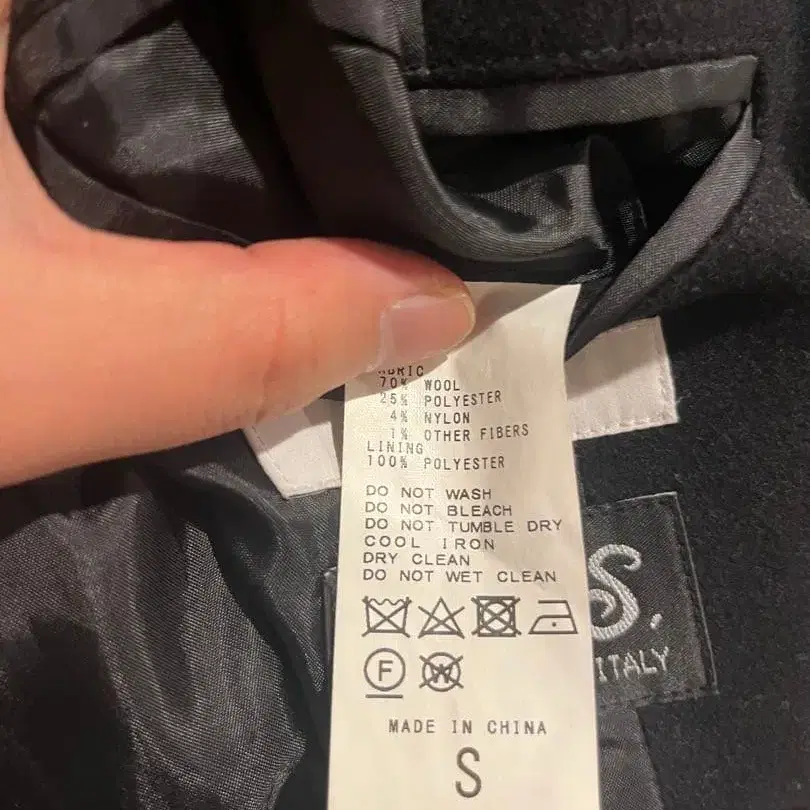 70% WOOL
25% POLYESTER
4% NYLON
1% OTHER FIBERS
LINING
100% POLYESTER
DO NOT WASH
DO NOT BLEACH
DO NOT TUMBLE DRY
COOL IRON
DRY CLEAN
DO NOT WET CLEAN
F
W
MADE IN CHINA
S
S.
ITALY